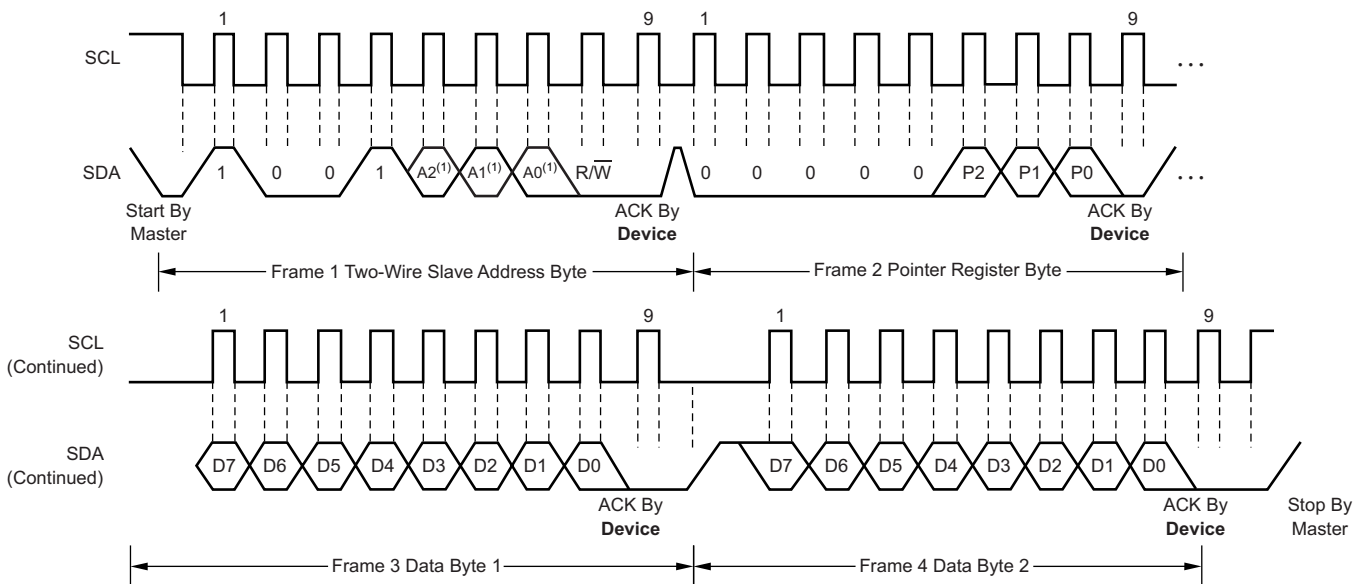 1 9 1 9
SCL ...
SDA 1 0 0 1 A2(1) A1(1) A0(1) R/W̅ 0 0 0 0 0 P2 P1 P0 ...
Start By Master ACK By Device ACK By Device
Frame 1 Two-Wire Slave Address Byte Frame 2 Pointer Register Byte
1 9 1 9
SCL (Continued)
SDA (Continued) D7 D6 D5 D4 D3 D2 D1 D0 D7 D6 D5 D4 D3 D2 D1 D0
ACK By Device ACK By Device Stop By Master
Frame 3 Data Byte 1 Frame 4 Data Byte 2